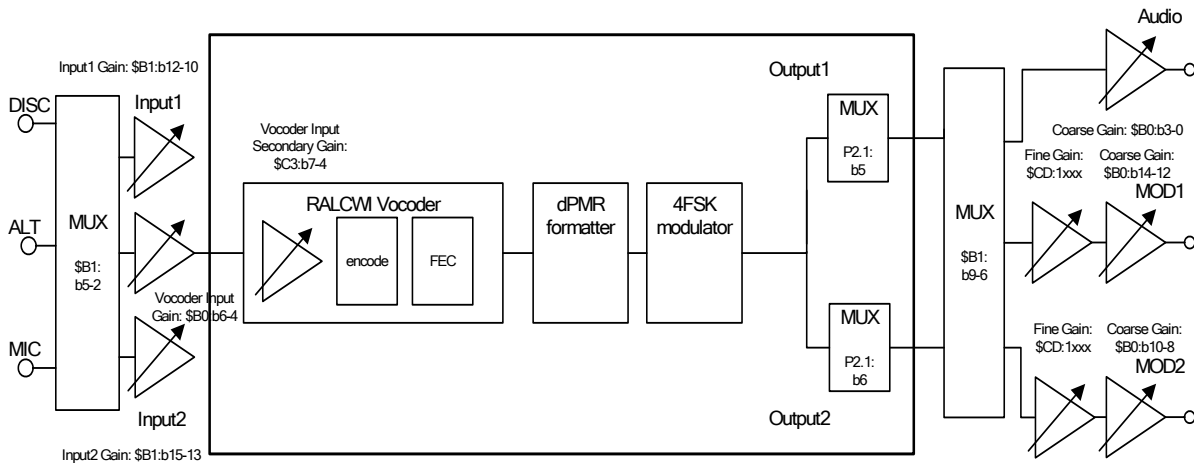 Audio
Input1 Gain: $B1:b12-10
Output1
DISC
Input1
MUX
P2.1:
b5
Vocoder Input
Secondary Gain:
$C3:b7-4
Coarse Gain: $B0:b3-0
Fine Gain:
$CD:1xxx
Coarse Gain:
$B0:b14-12
MOD1
RALCWI Vocoder
dPMR
formatter
4FSK
modulator
ALT
MUX
$B1:
b5-2
encode
FEC
MUX
$B1:
b9-6
Vocoder Input
Gain: $B0:b6-4
MUX
P2.1:
b6
Fine Gain:
$CD:1xxx
Coarse Gain:
$B0:b10-8
MOD2
MIC
Input2
Output2
Input2 Gain: $B1:b15-13